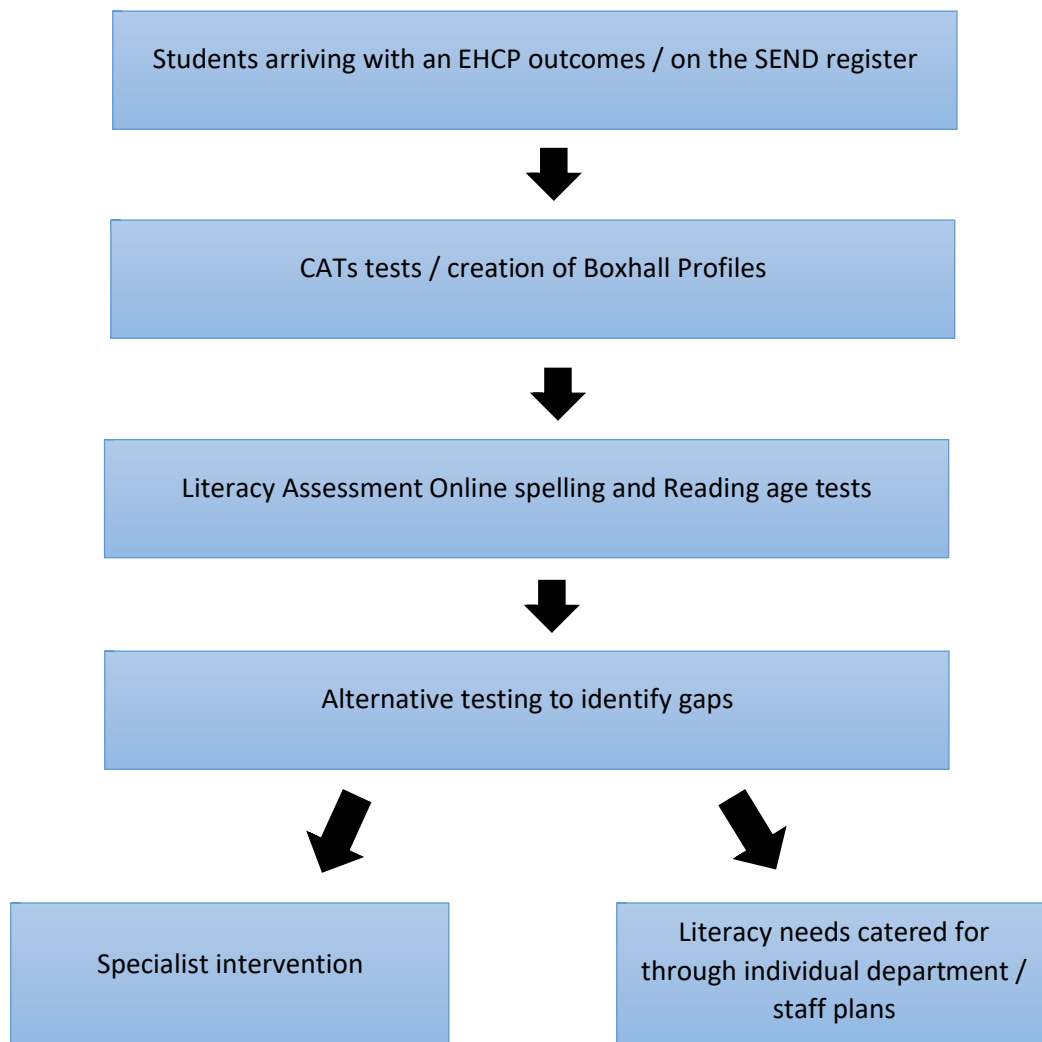 Students arriving with an EHCP outcomes / on the SEND register
CATs tests / creation of Boxhall Profiles
Literacy Assessment Online spelling and Reading age tests
Alternative testing to identify gaps
Specialist intervention
Literacy needs catered for
through individual department /
staff plans